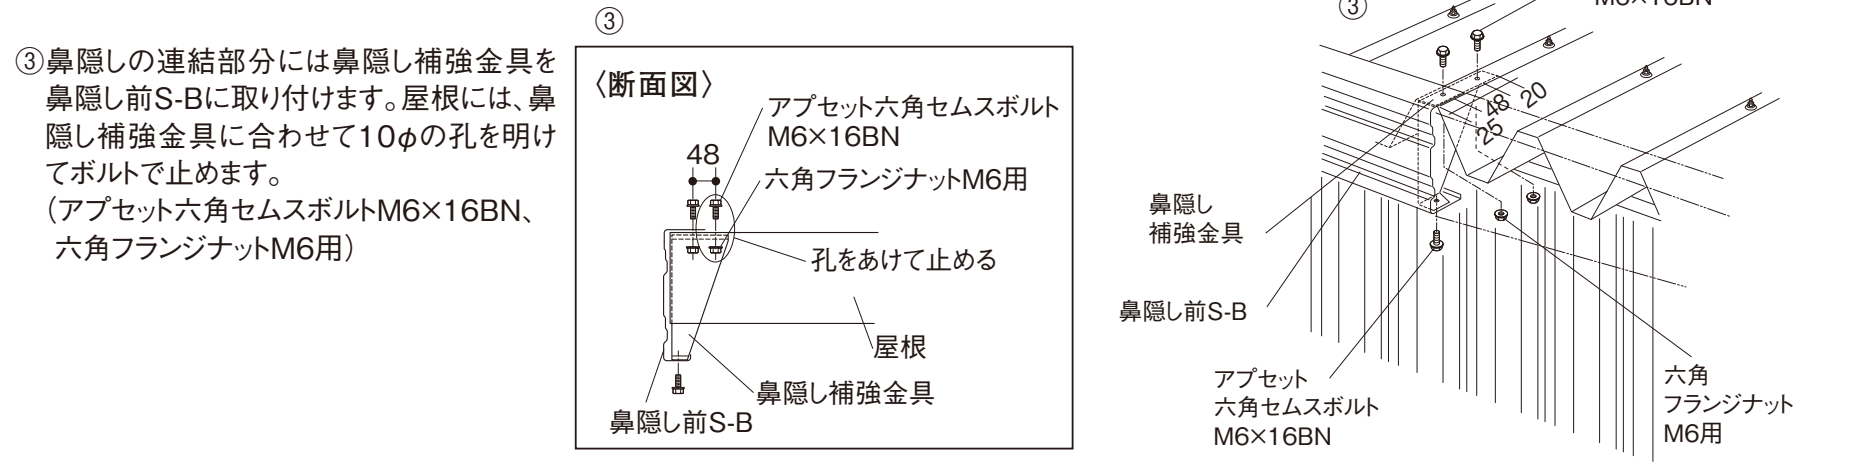 ③鼻隠しの連結部分には鼻隠し補強金具を
鼻隠し前S-Bに取り付けます。屋根には、鼻
隠し補強金具に合わせて10φの孔を明け
てボルトで止めます。
（アプセット六角セムスボルトM6×16BN、
六角フランジナットM6用）
③
〈断面図〉
アプセット六角セムスボルト
M6×16BN
48
六角フランジナットM6用
孔をあけて止める
屋根
鼻隠し補強金具
鼻隠し前S-B
③
48
20
25
鼻隠し
補強金具
鼻隠し前S-B
アプセット
六角セムスボルト
M6×16BN
六角
フランジナット
M6用